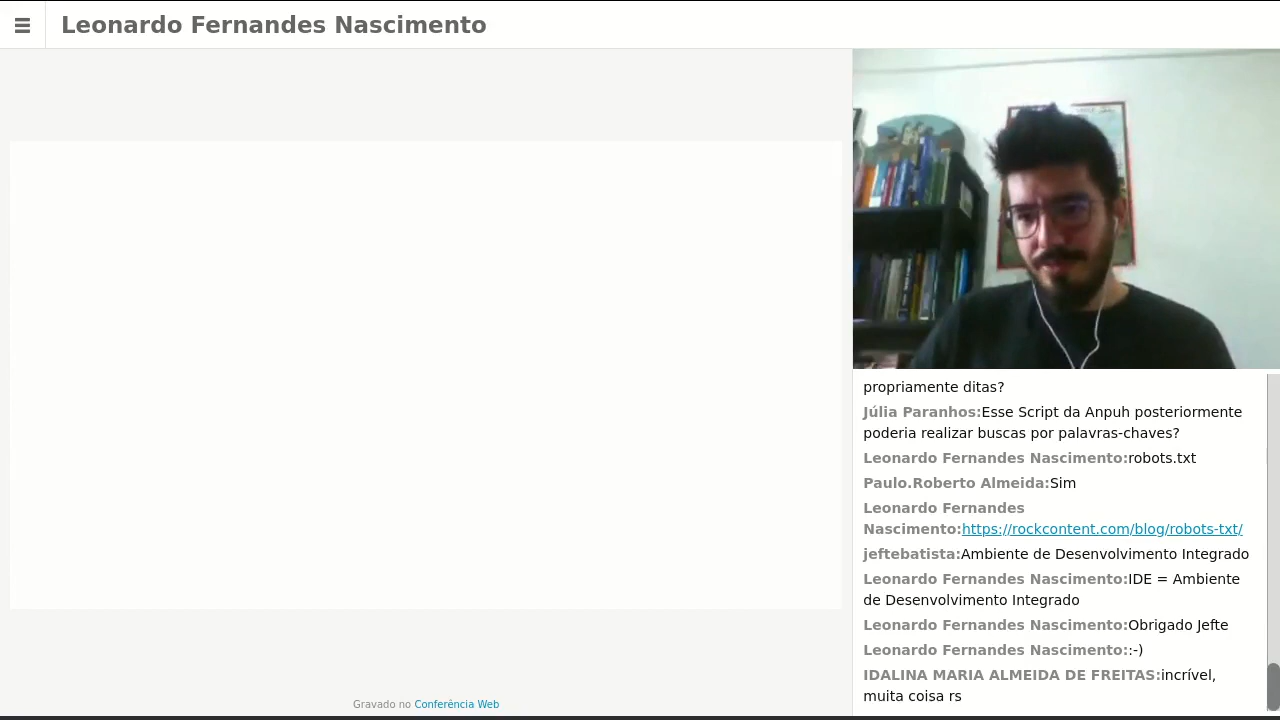 Leonardo Fernandes Nascimento
propriamente ditas?
Júlia Paranhos:Esse Script da Anpuh posteriormente
poderia realizar buscas por palavras-chaves?
Leonardo Fernandes Nascimento:robots.txt
Paulo.Roberto Almeida:Sim
Leonardo Fernandes
Nascimento:https://rockcontent.com/blog/robots-txt/
jeftebatista:Ambiente de Desenvolvimento Integrado
Leonardo Fernandes Nascimento:IDE = Ambiente
de Desenvolvimento Integrado
Leonardo Fernandes Nascimento:Obrigado Jefte
Leonardo Fernandes Nascimento::-)
IDALINA MARIA ALMEIDA DE FREITAS:incrível,
muita coisa rs
Gravado no Conferência Web